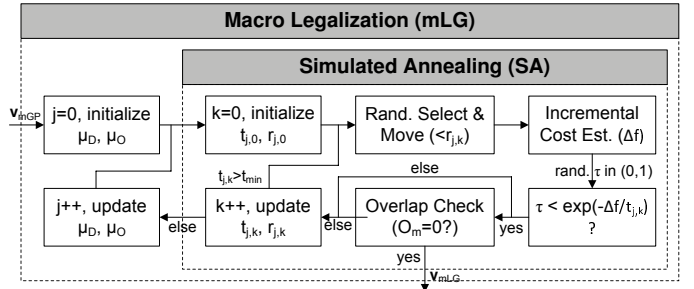 Macro Legalization (mLG)
Simulated Annealing (SA)
v_mGP
j=0, initialize
μ_D, μ_O
k=0, initialize
t_j,0, r_j,0
Rand. Select &
Move (<r_j,k)
Incremental
Cost Est. (Δf)
t_j,k>t_min
else
rand. τ in (0,1)
j++, update
μ_D, μ_O
else
k++, update
t_j,k, r_j,k
else
Overlap Check
(O_m=0?)
yes
τ < exp(-Δf/t_j,k)
?
yes
v_mLG